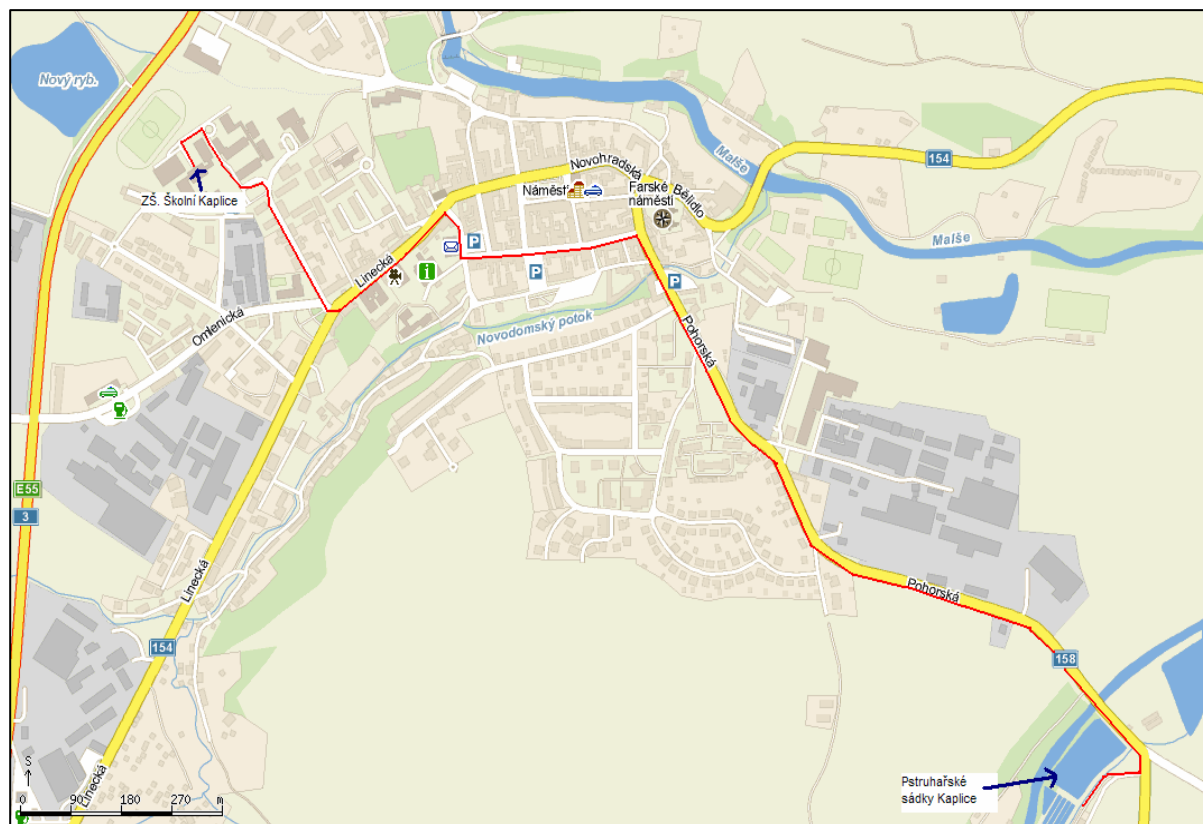 Nový ryb.
ZŠ. Školní Kaplice
Novohradská
Náměstí
Farské
náměstí
Bělidlo
Malše
154
Malše
P
Linecká
i
P
P
Omlenická
Novodomský potok
Pohorská
E55
3
Linecká
Pohorská
154
158
Linecká
Pstruhařské
sádky Kaplice
S
0 90 180 270 m